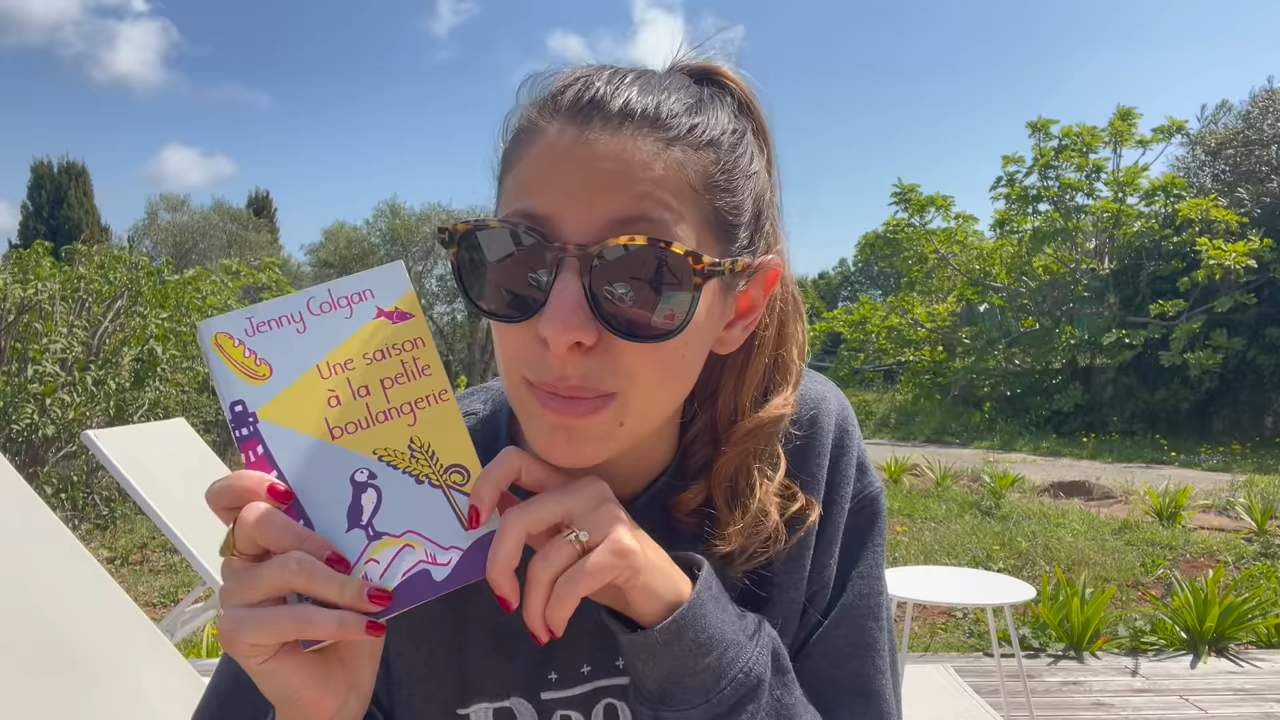 Jenny Colgan
Une saison
à la petite
boulangerie